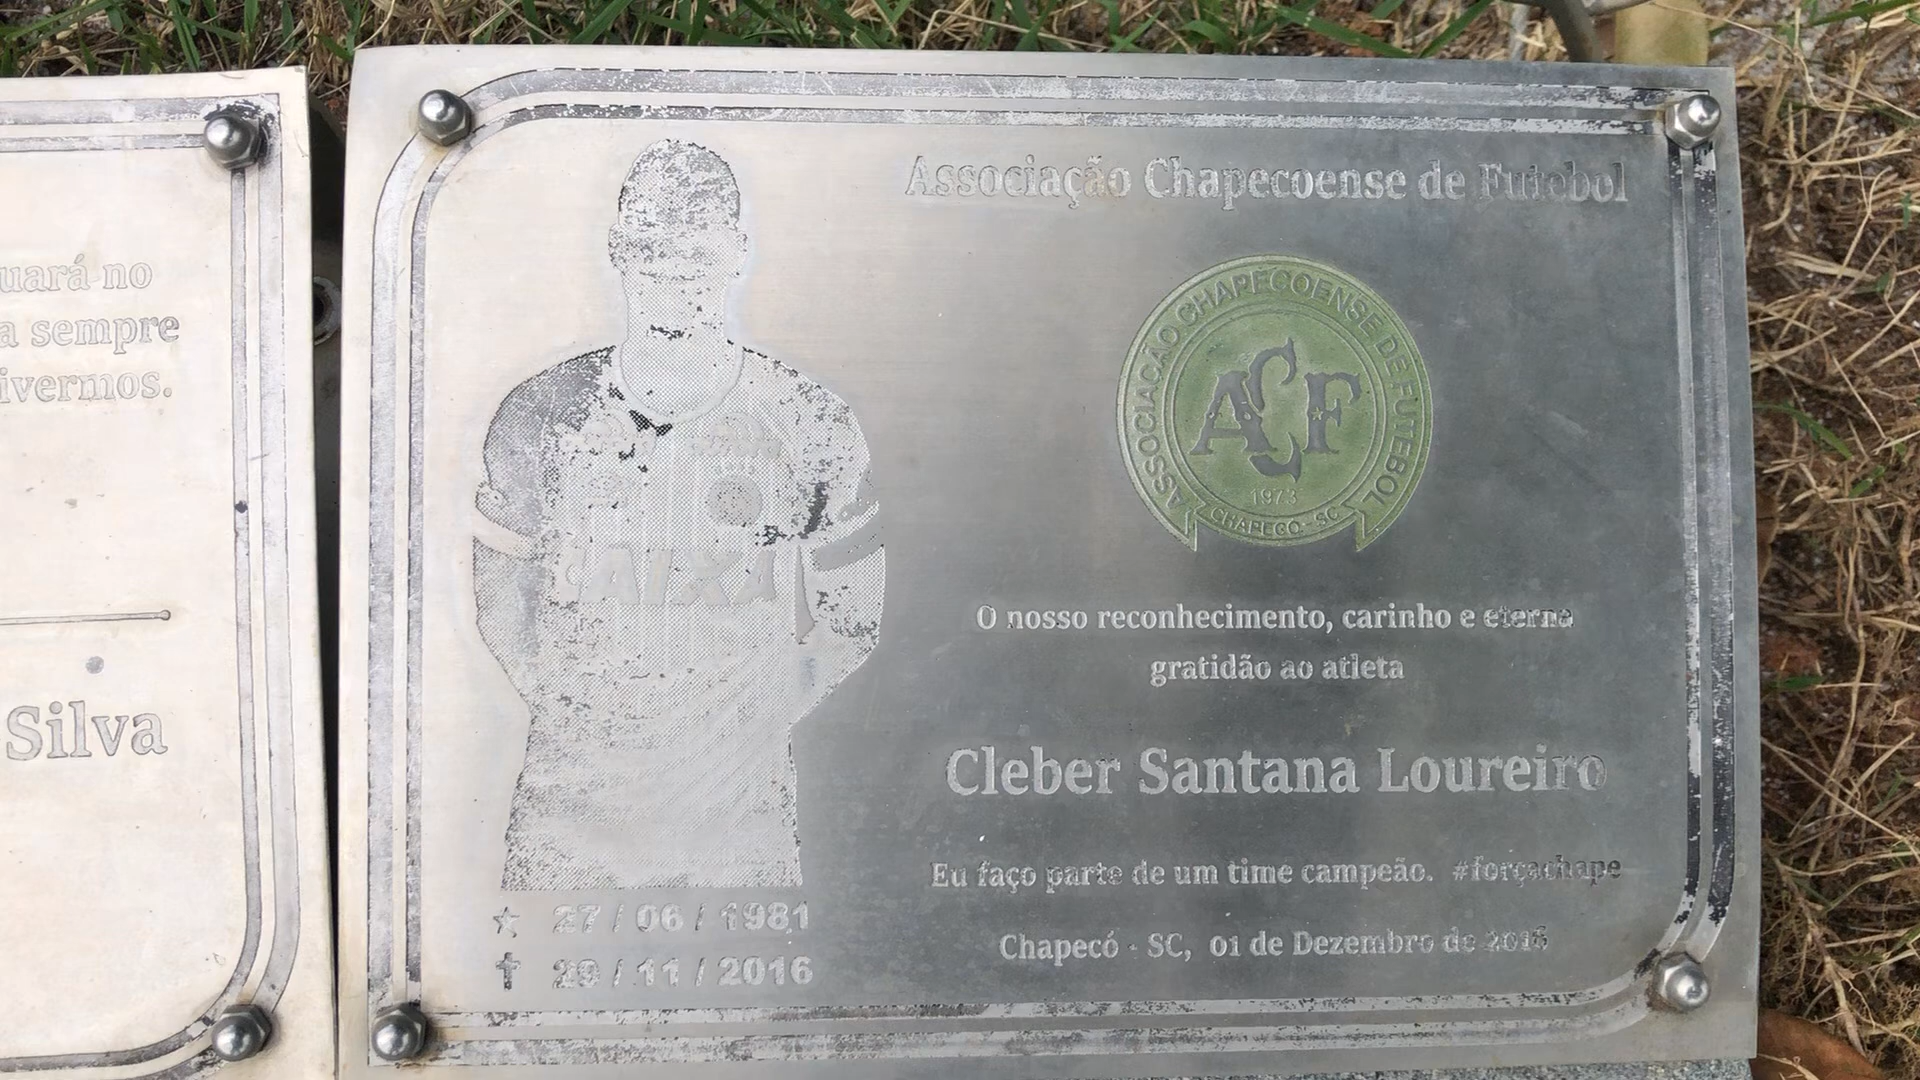 uará no
a sempre
ivermos.
Silva
Associação Chapecoense de Futebol
ASSOCIAÇÃO CHAPECOENSE DE FUTEBOL
ACF
1973
CHAPECÓ - SC
CAIXA
O nosso reconhecimento, carinho e eterna
gratidão ao atleta
Cleber Santana Loureiro
Eu faço parte de um time campeão. #forçachape
27 / 06 / 1981
29 / 11 / 2016
Chapecó - SC, 01 de Dezembro de 2016